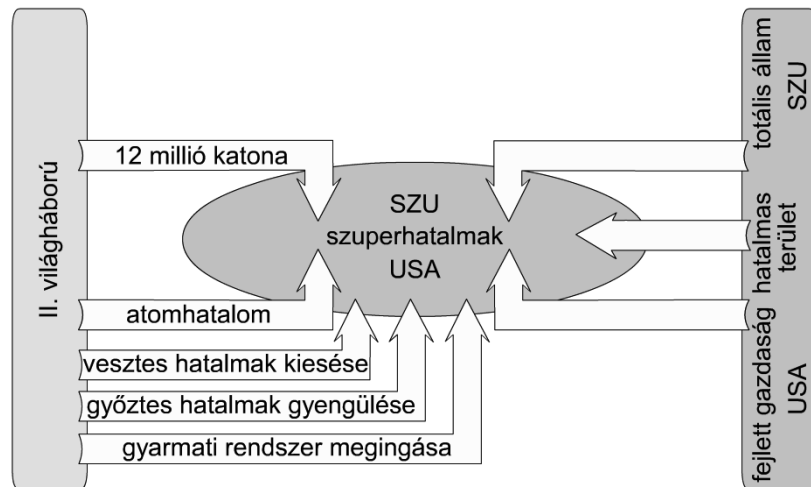 II. világháború
12 millió katona
atomhatalom
vesztes hatalmak kiesése
győztes hatalmak gyengülése
gyarmati rendszer megingása
SZU
szuperhatalmak
USA
totális állam
SZU
hatalmas
terület
fejlett gazdaság
USA